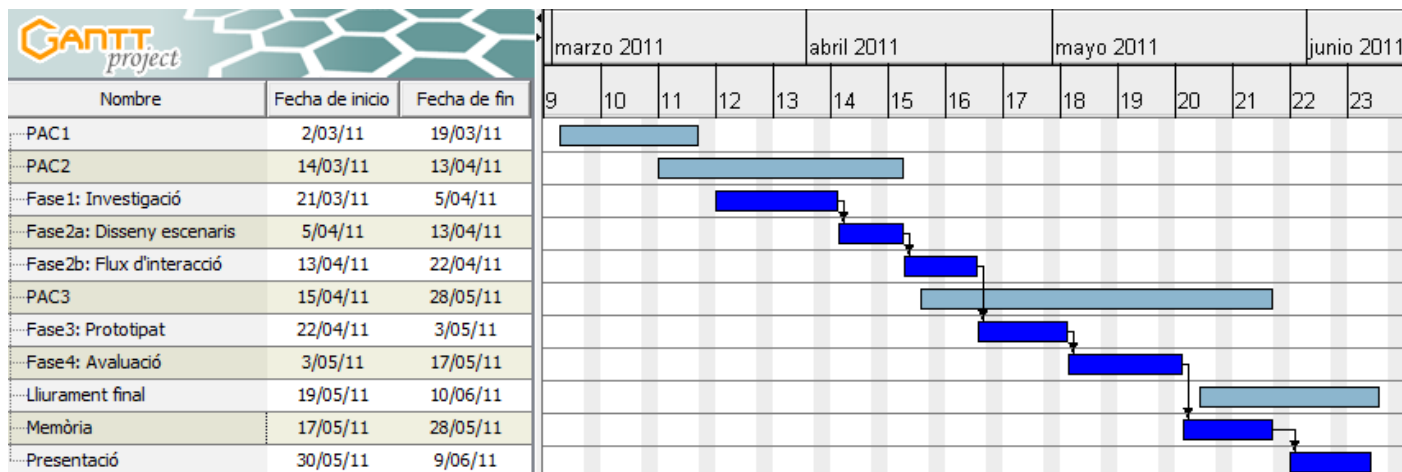 GANTT
project
marzo 2011 abril 2011 mayo 2011 junio 2011
Nombre Fecha de inicio Fecha de fin 9 10 11 12 13 14 15 16 17 18 19 20 21 22 23
PAC1 2/03/11 19/03/11
PAC2 14/03/11 13/04/11
Fase1: Investigació 21/03/11 5/04/11
Fase2a: Disseny escenaris 5/04/11 13/04/11
Fase2b: Flux d'interacció 13/04/11 22/04/11
PAC3 15/04/11 28/05/11
Fase3: Prototipat 22/04/11 3/05/11
Fase4: Avaluació 3/05/11 17/05/11
Lliurament final 19/05/11 10/06/11
Memòria 17/05/11 28/05/11
Presentació 30/05/11 9/06/11